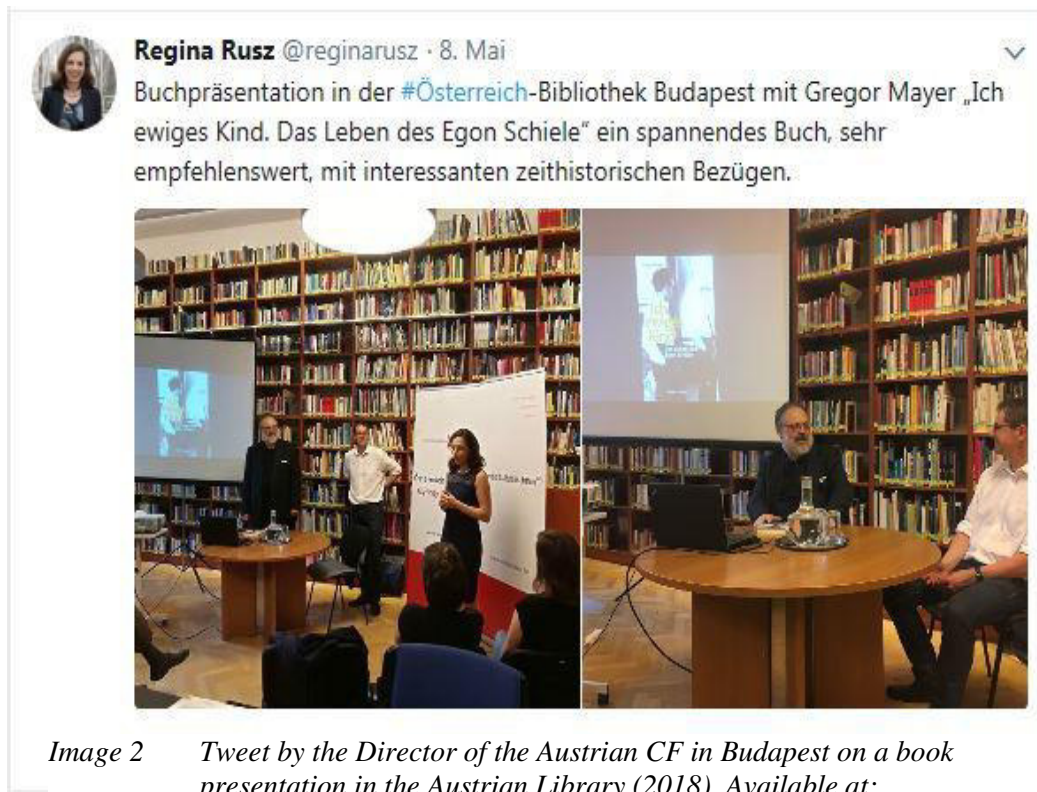 Regina Rusz @reginarusz · 8. Mai
Buchpräsentation in der #Österreich-Bibliothek Budapest mit Gregor Mayer „Ich
ewiges Kind. Das Leben des Egon Schiele“ ein spannendes Buch, sehr
empfehlenswert, mit interessanten zeithistorischen Bezügen.
Image 2 Tweet by the Director of the Austrian CF in Budapest on a book
presentation in the Austrian Library (2018). Available at: